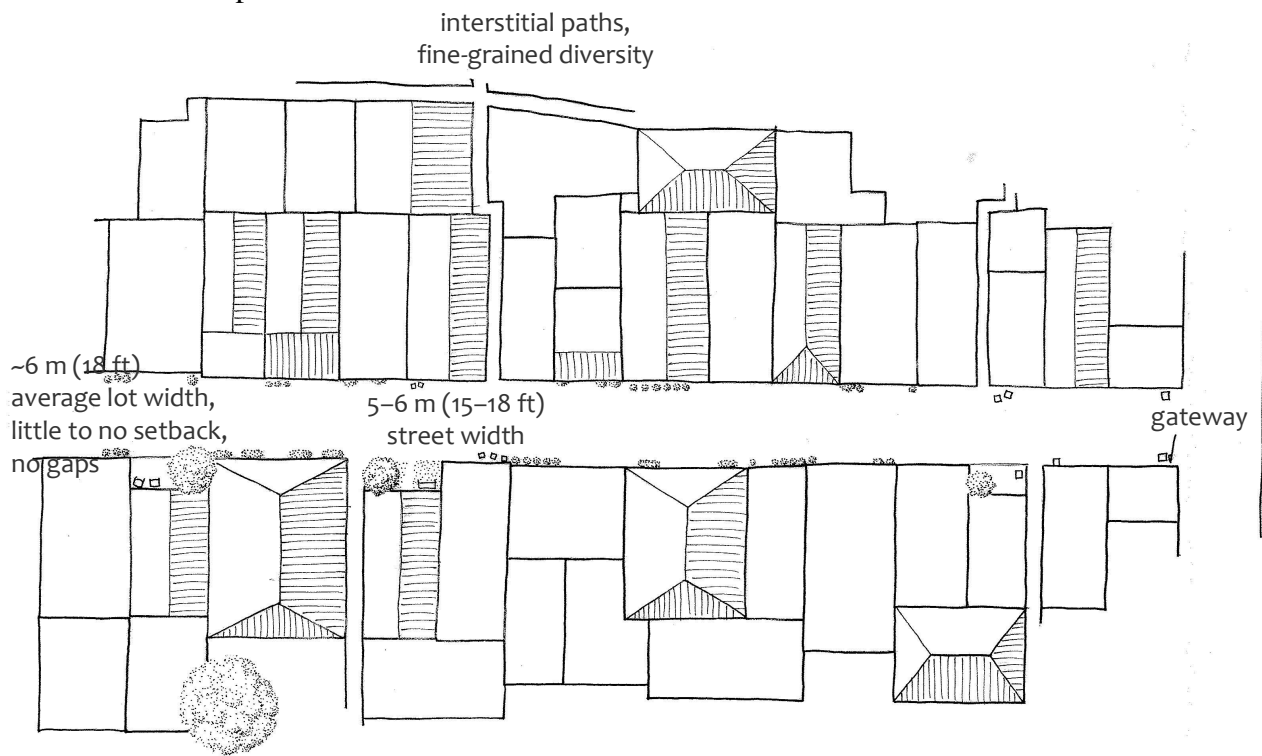 interstitial paths,
fine-grained diversity
~6 m (18 ft)
average lot width,
little to no setback,
no gaps
5–6 m (15–18 ft)
street width
gateway